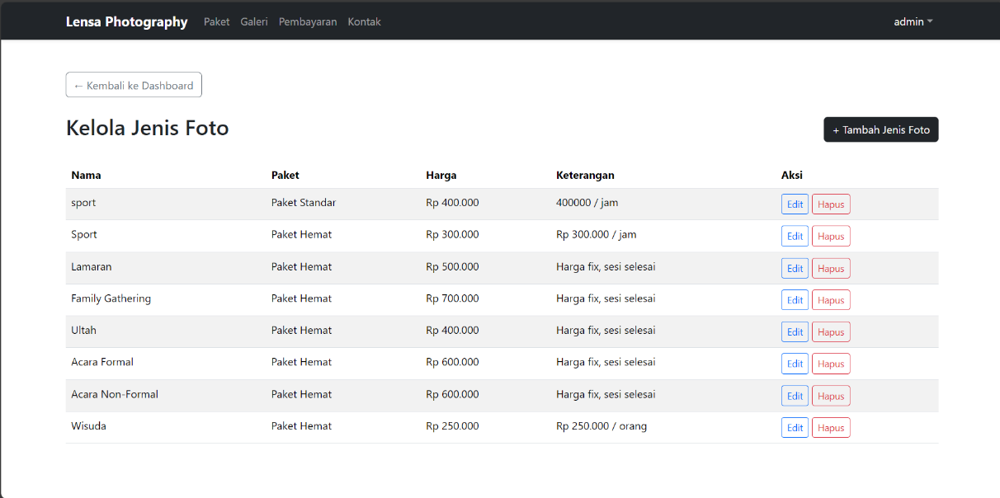 Lensa Photography Paket Galeri Pembayaran Kontak admin
← Kembali ke Dashboard
Kelola Jenis Foto + Tambah Jenis Foto
Nama Paket Harga Keterangan Aksi
sport Paket Standar Rp 400.000 400000 / jam Edit Hapus
Sport Paket Hemat Rp 300.000 Rp 300.000 / jam Edit Hapus
Lamaran Paket Hemat Rp 500.000 Harga fix, sesi selesai Edit Hapus
Family Gathering Paket Hemat Rp 700.000 Harga fix, sesi selesai Edit Hapus
Ultah Paket Hemat Rp 400.000 Harga fix, sesi selesai Edit Hapus
Acara Formal Paket Hemat Rp 600.000 Harga fix, sesi selesai Edit Hapus
Acara Non-Formal Paket Hemat Rp 600.000 Harga fix, sesi selesai Edit Hapus
Wisuda Paket Hemat Rp 250.000 Rp 250.000 / orang Edit Hapus